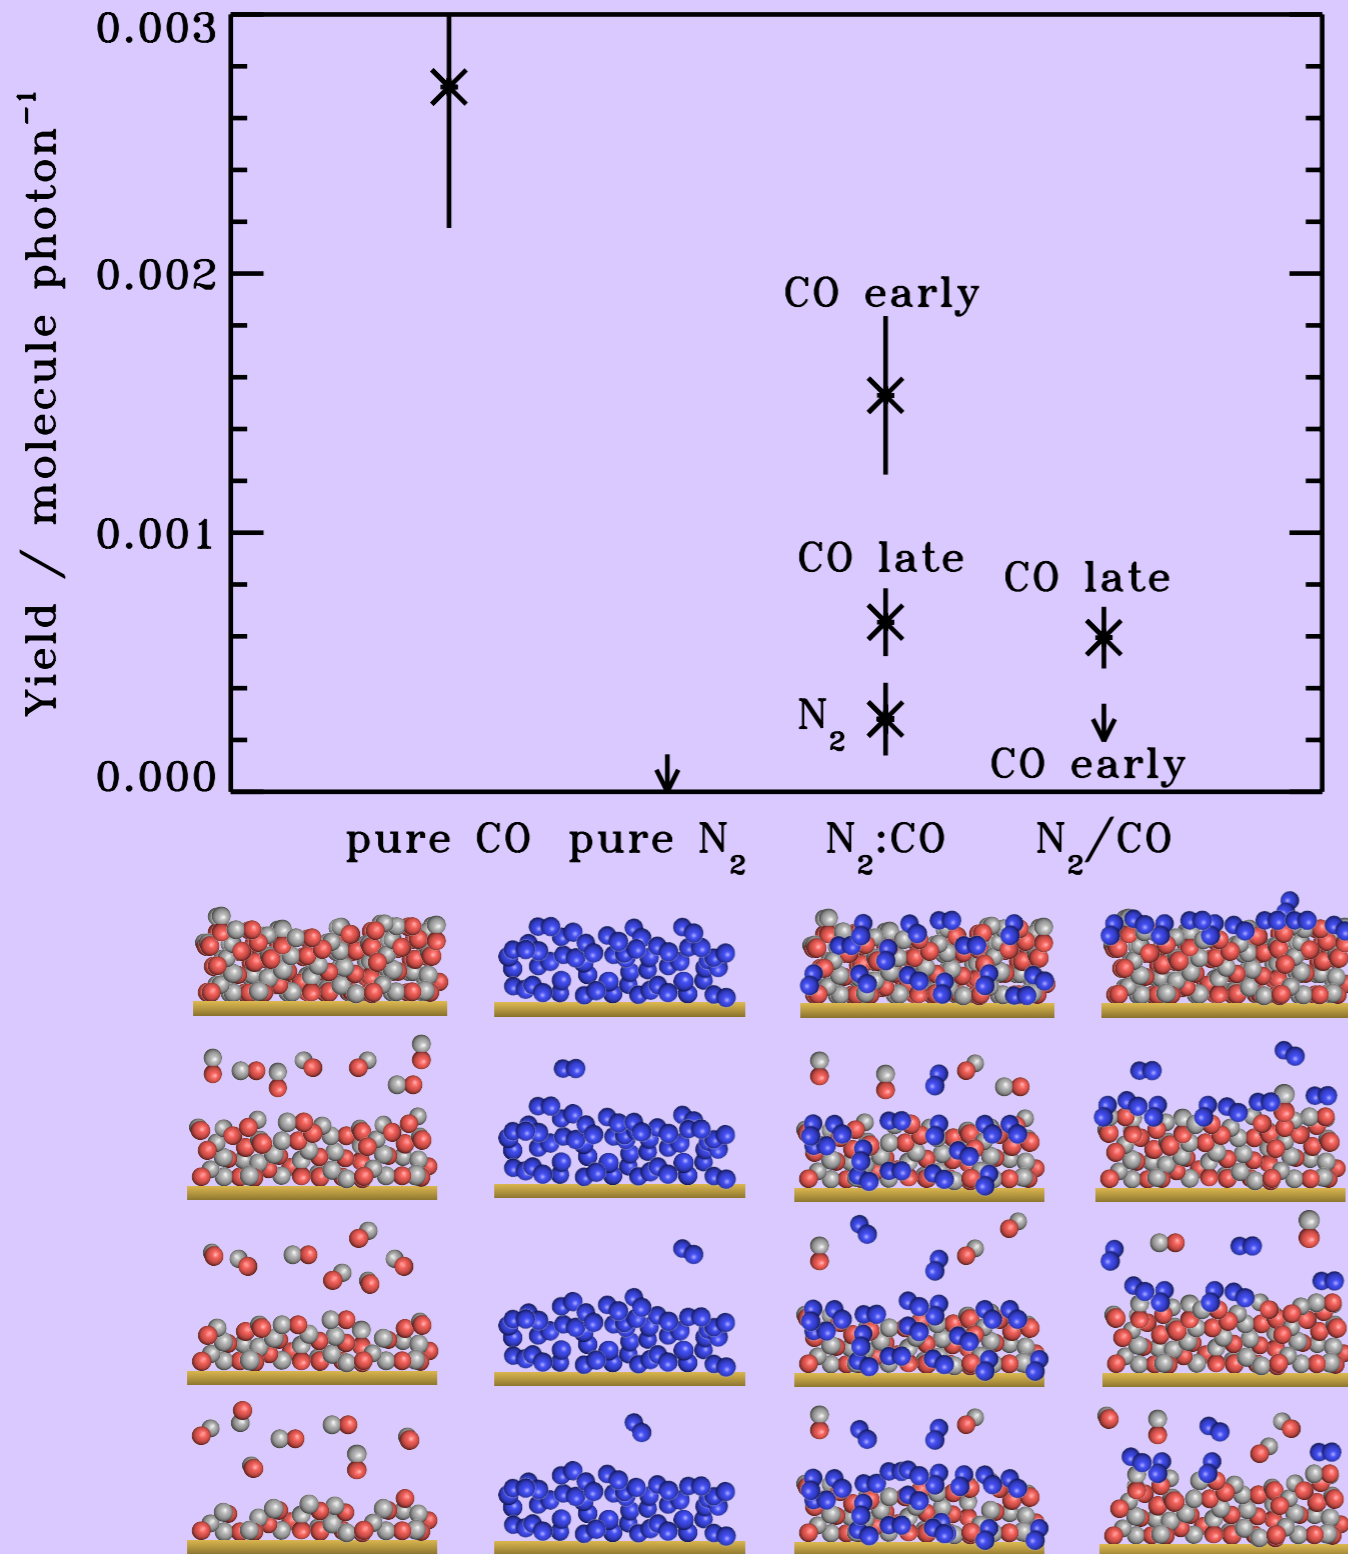 Yield / molecule photon⁻¹
0.003
0.002
0.001
0.000
CO early
CO late
N₂
CO late
CO early
pure CO pure N₂ N₂:CO N₂/CO